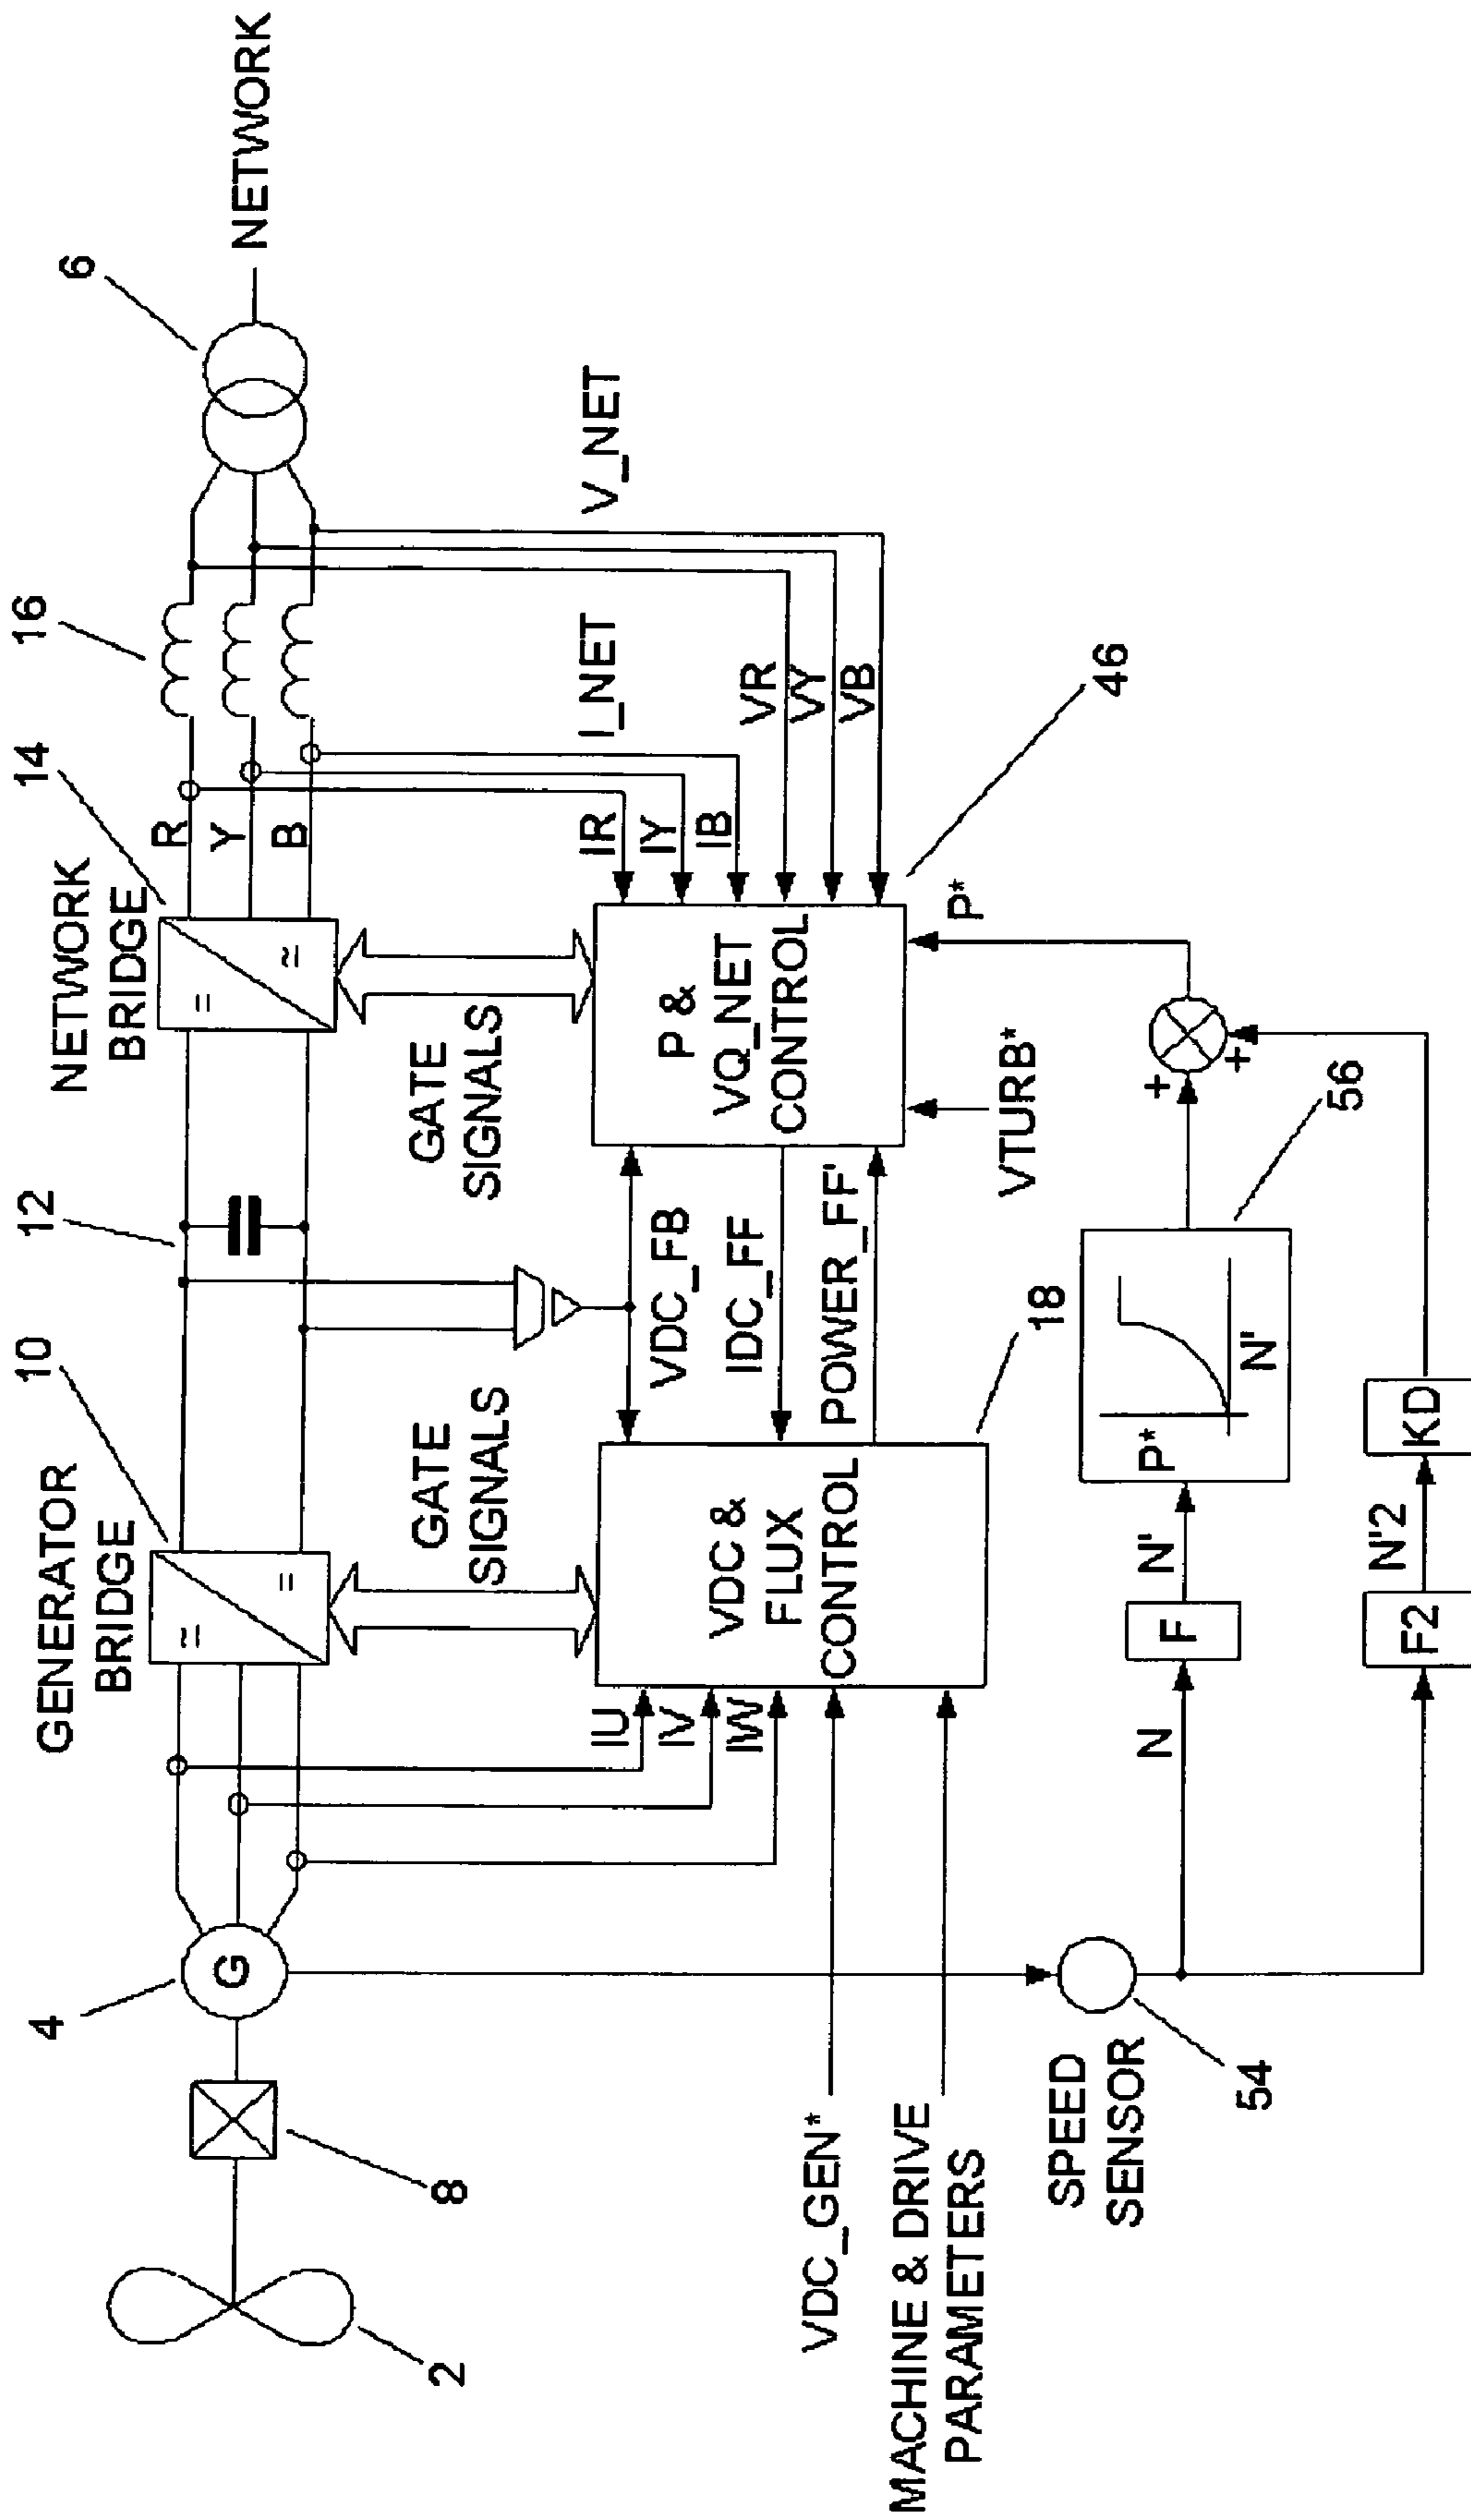 NETWORK
6
16
14
NETWORK
BRIDGE
12
10
GENERATOR
BRIDGE
4
G
8
2
R
Y
B
=
≈
≈
=
GATE
SIGNALS
GATE
SIGNALS
I_NET
V_NET
IR
IY
IB
VR
VY
VB
46
P &
VQ_NET
CONTROL
P*
VTURB*
VDC_FB
IDC_FF
POWER_FF'
18
VDC &
FLUX
CONTROL
IU
IV
IW
VDC_GEN*
MACHINE & DRIVE
PARAMETERS
SPEED
SENSOR
54
N
F
N'
P*
N'
56
+
+
F2
N'2
KD